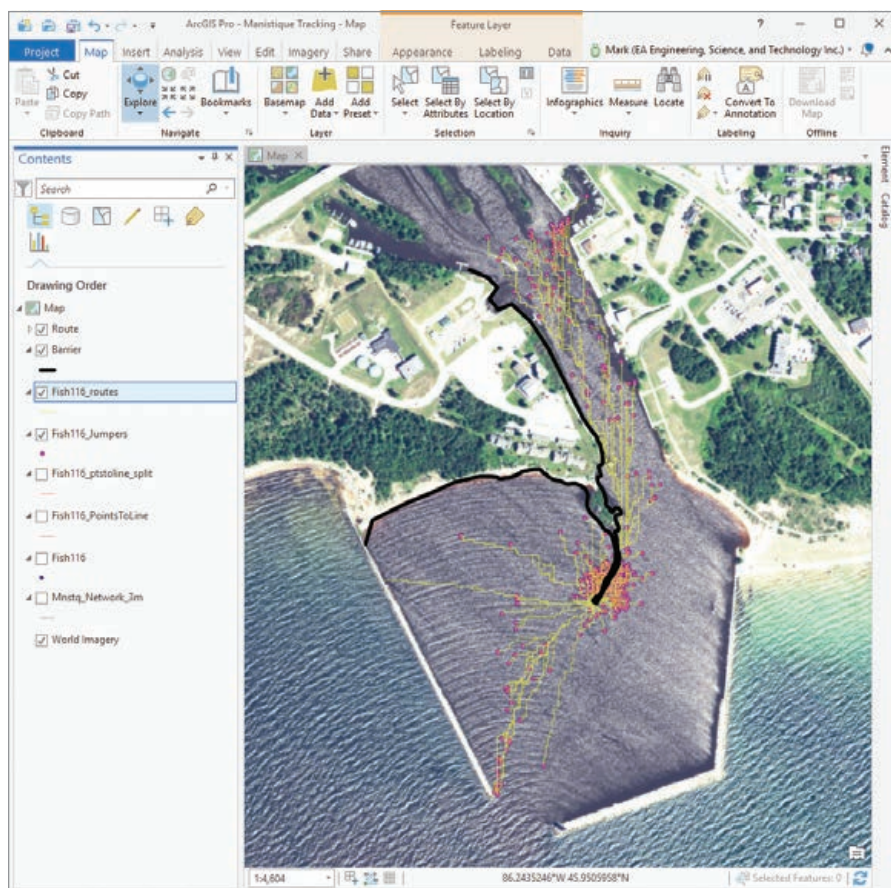 ArcGIS Pro - Manistique Tracking - Map
Feature Layer
?
Project Map Insert Analysis View Edit Imagery Share Appearance Labeling Data Mark (EA Engineering, Science, and Technology Inc.)
Paste
Cut
Copy
Copy Path
Clipboard
Explore
Bookmarks
Navigate
Basemap
Add Data
Add Preset
Layer
Select
Select By Attributes
Select By Location
Selection
Infographics
Measure
Locate
Inquiry
Convert To Annotation
Labeling
Download Map
Offline
Contents
Search
Drawing Order
Map
Route
Barrier
Fish116_routes
Fish116_Jumpers
Fish116_ptstoline_split
Fish116_PointsToLine
Fish116
Mnstq_Network_3m
World Imagery
Map
Element
Catalog
1:4,604
86.2435246°W 45.9505958°N
Selected Features: 0